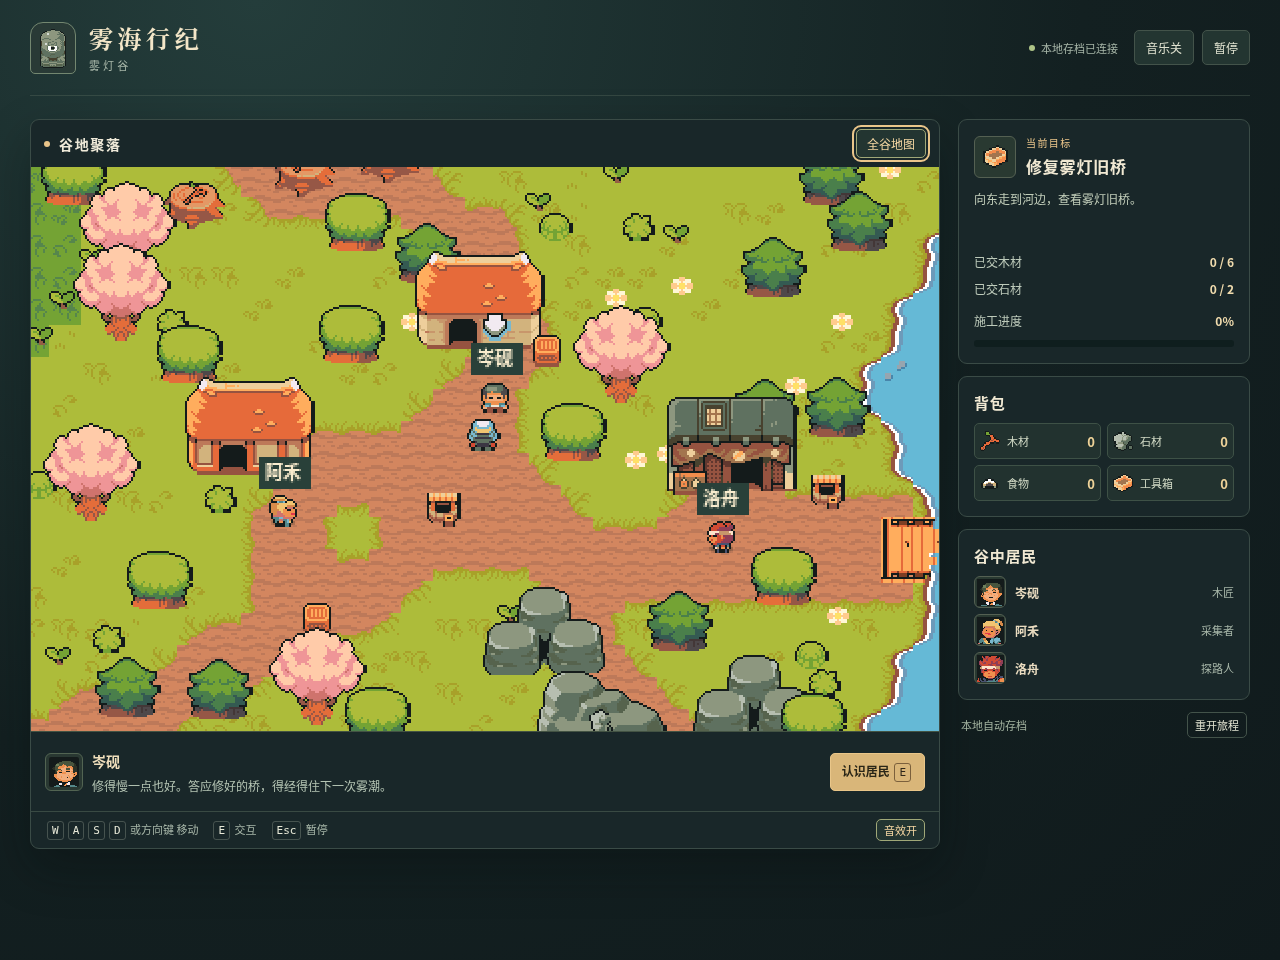 雾海行纪
雾灯谷
本地存档已连接
音乐关
暂停
谷地聚落
全谷地图
岑砚
阿禾
洛舟
岑砚
修得慢一点也好。答应修好的桥，得经得住下一次雾潮。
认识居民 E
W A S D 或方向键 移动 E 交互 Esc 暂停
音效开
当前目标
修复雾灯旧桥
向东走到河边，查看雾灯旧桥。
已交木材 0 / 6
已交石材 0 / 2
施工进度 0%
背包
木材 0 石材 0
食物 0 工具箱 0
谷中居民
岑砚 木匠
阿禾 采集者
洛舟 探路人
本地自动存档 重开旅程